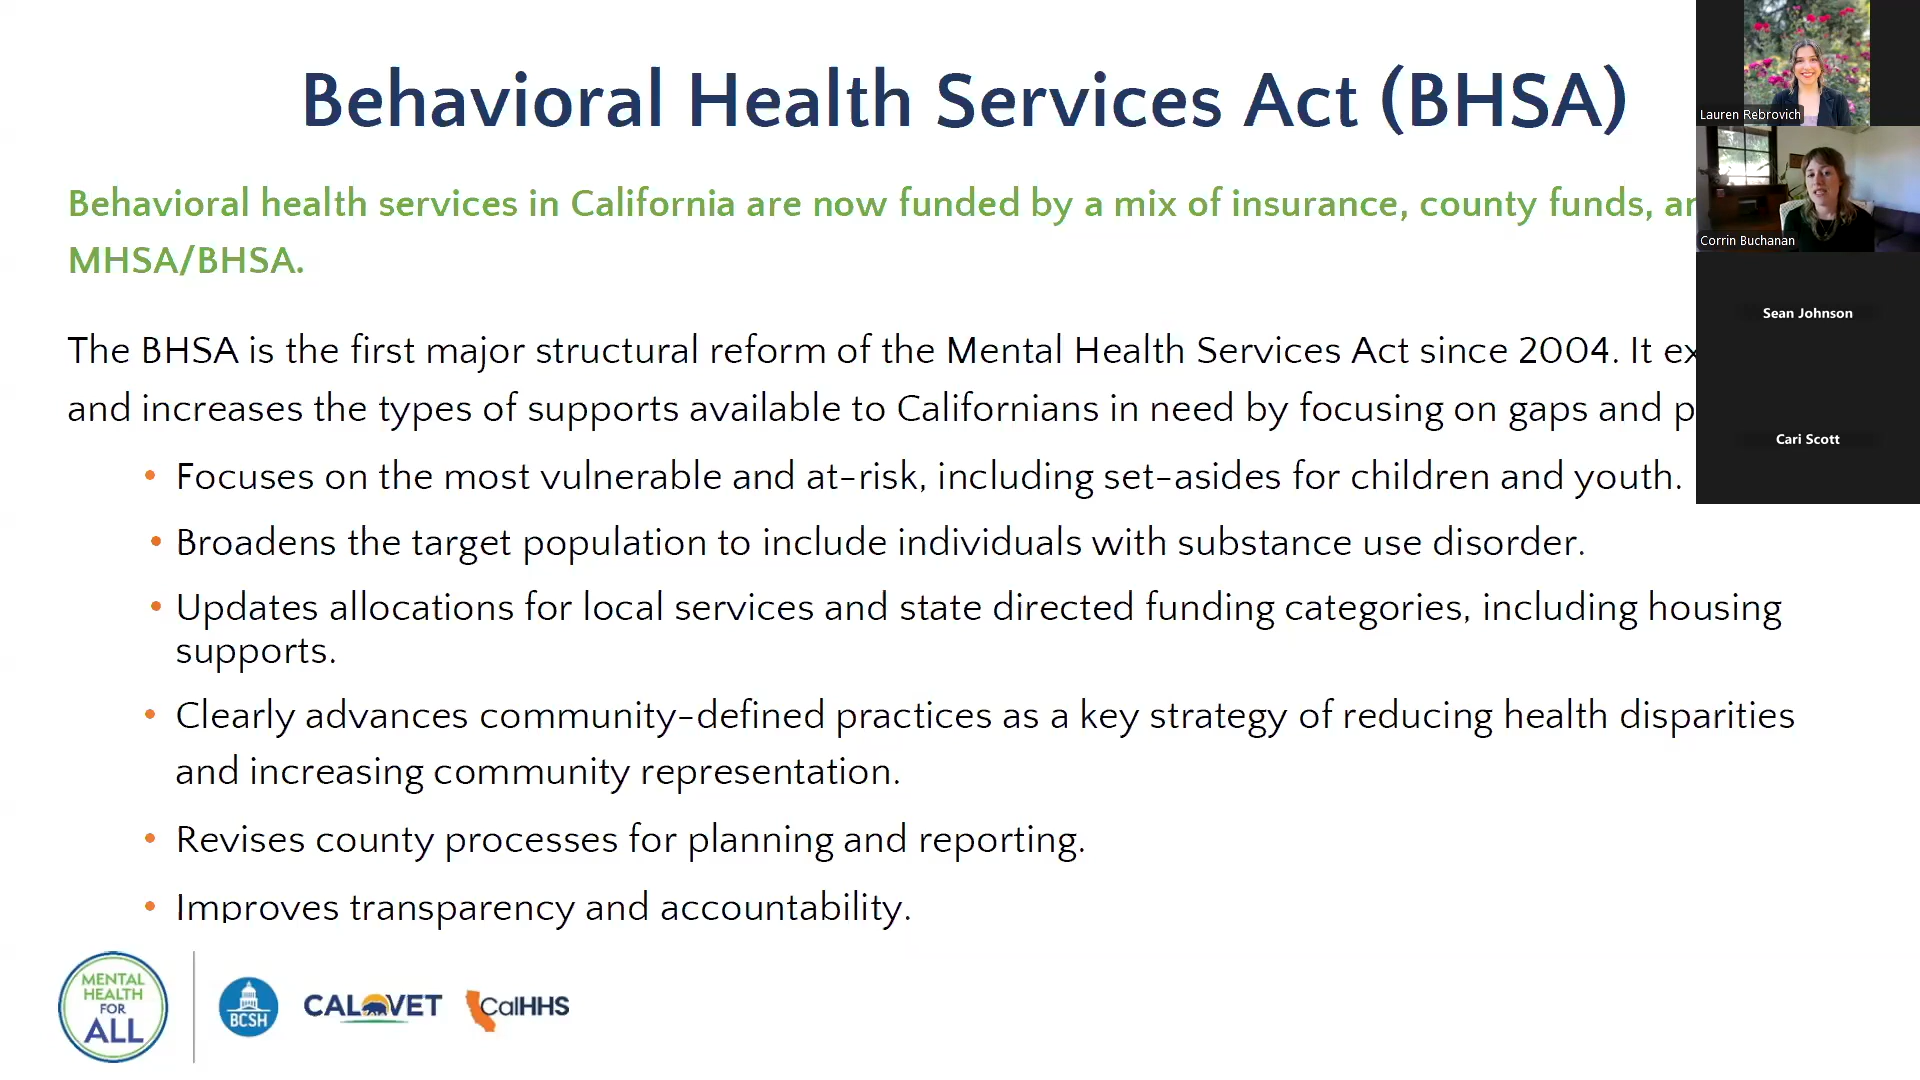 Behavioral Health Services Act (BHSA)
Behavioral health services in California are now funded by a mix of insurance, county funds,
MHSA/BHSA.
The BHSA is the first major structural reform of the Mental Health Services Act since 2004. It
and increases the types of supports available to Californians in need by focusing on gaps and
• Focuses on the most vulnerable and at-risk, including set-asides for children and youth.
• Broadens the target population to include individuals with substance use disorder.
• Updates allocations for local services and state directed funding categories, including housing
supports.
• Clearly advances community-defined practices as a key strategy of reducing health disparities
and increasing community representation.
• Revises county processes for planning and reporting.
• Improves transparency and accountability.
MENTAL
HEALTH
FOR
ALL
BCSH
CALVET
CalHHS
Lauren Rebrovich
Corrin Buchanan
Sean Johnson
Cari Scott